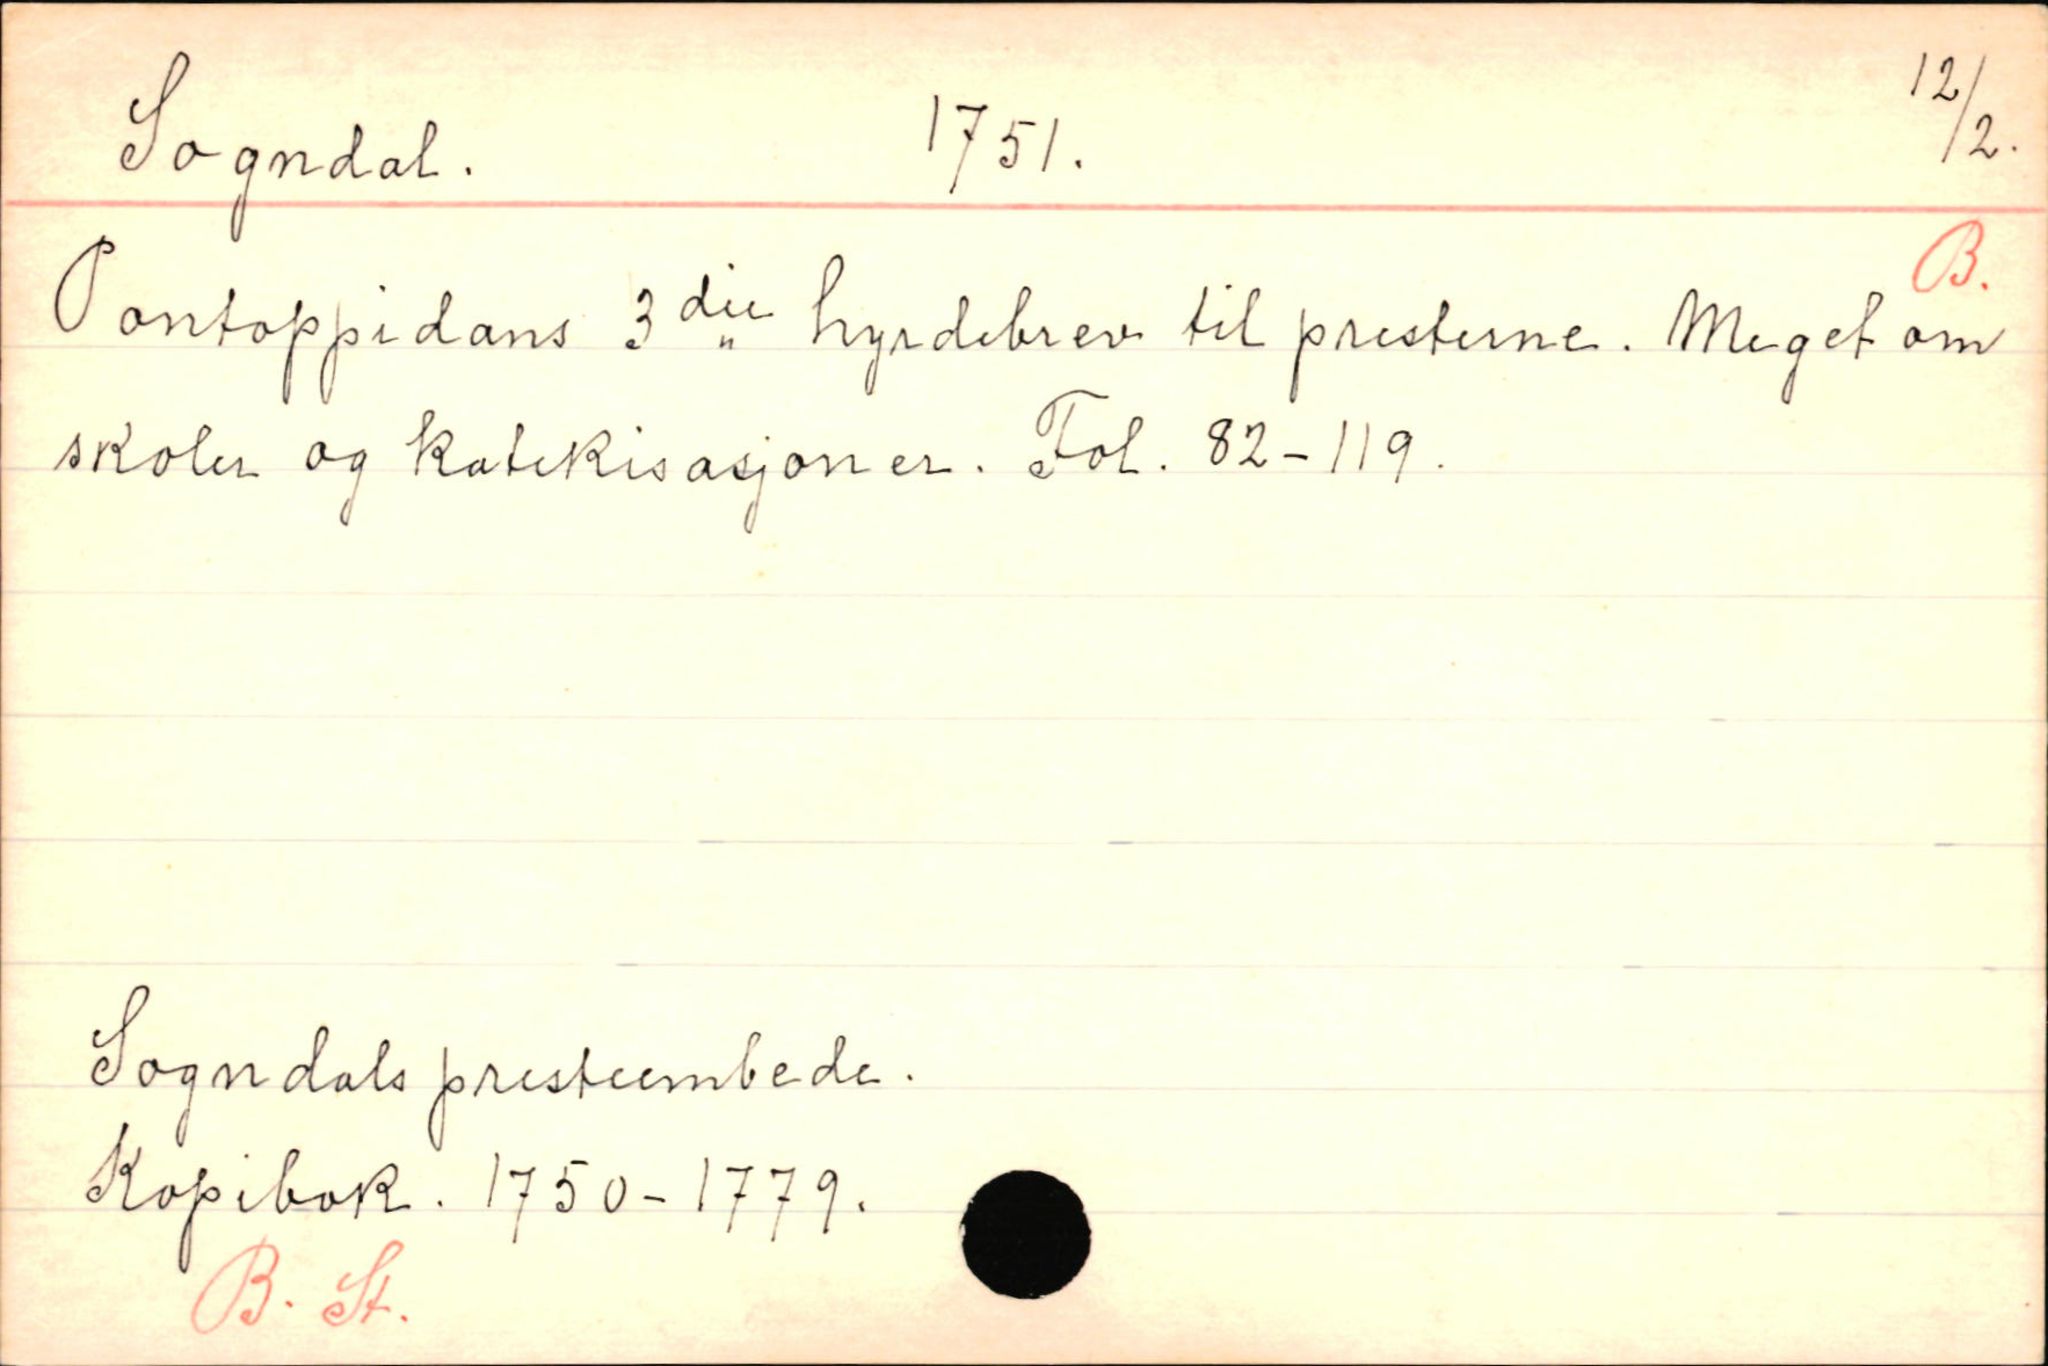 Sogndal. 1751. 12/2.
B.
Pontoppidans 3die hyrdebrev til presterne. Meget om
skoler og katekisasjoner. Fol. 82-119.
Sogndals presteembede.
Kopibok. 1750-1779.
B. St.